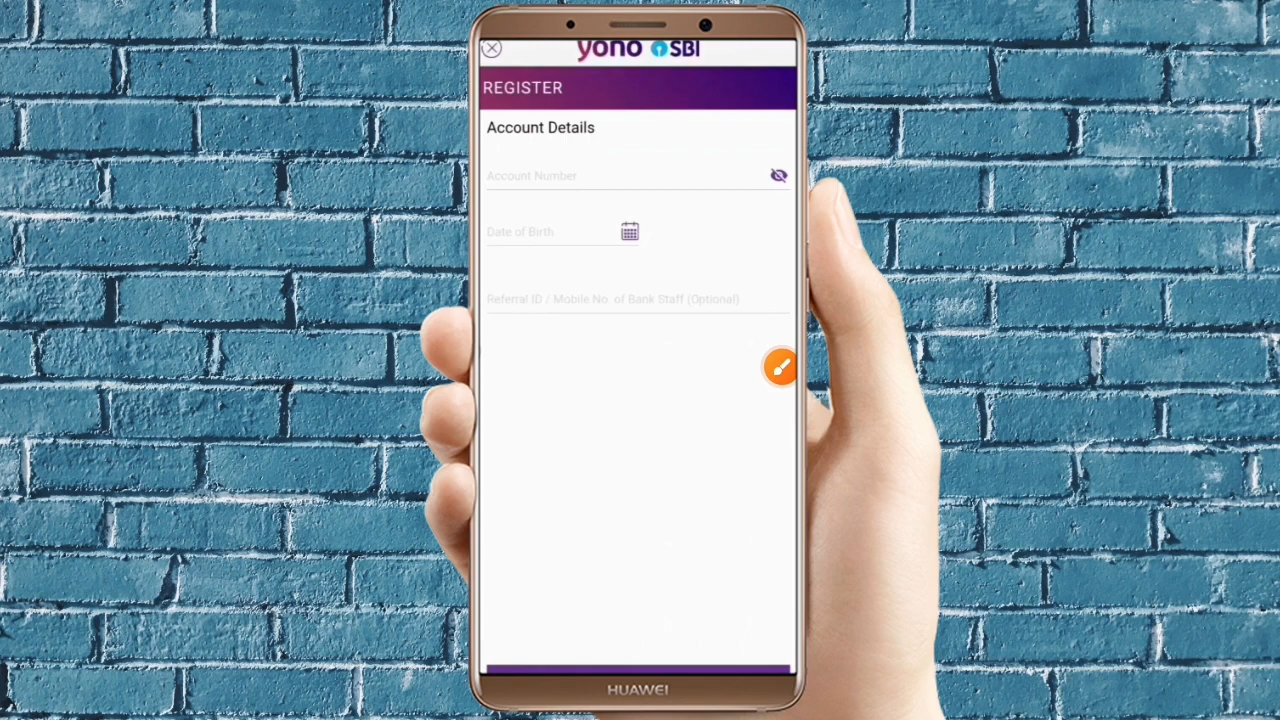 yono SBI
REGISTER
Account Details
Account Number
Date of Birth
Referral ID / Mobile No. of Bank Staff (Optional)
HUAWEI